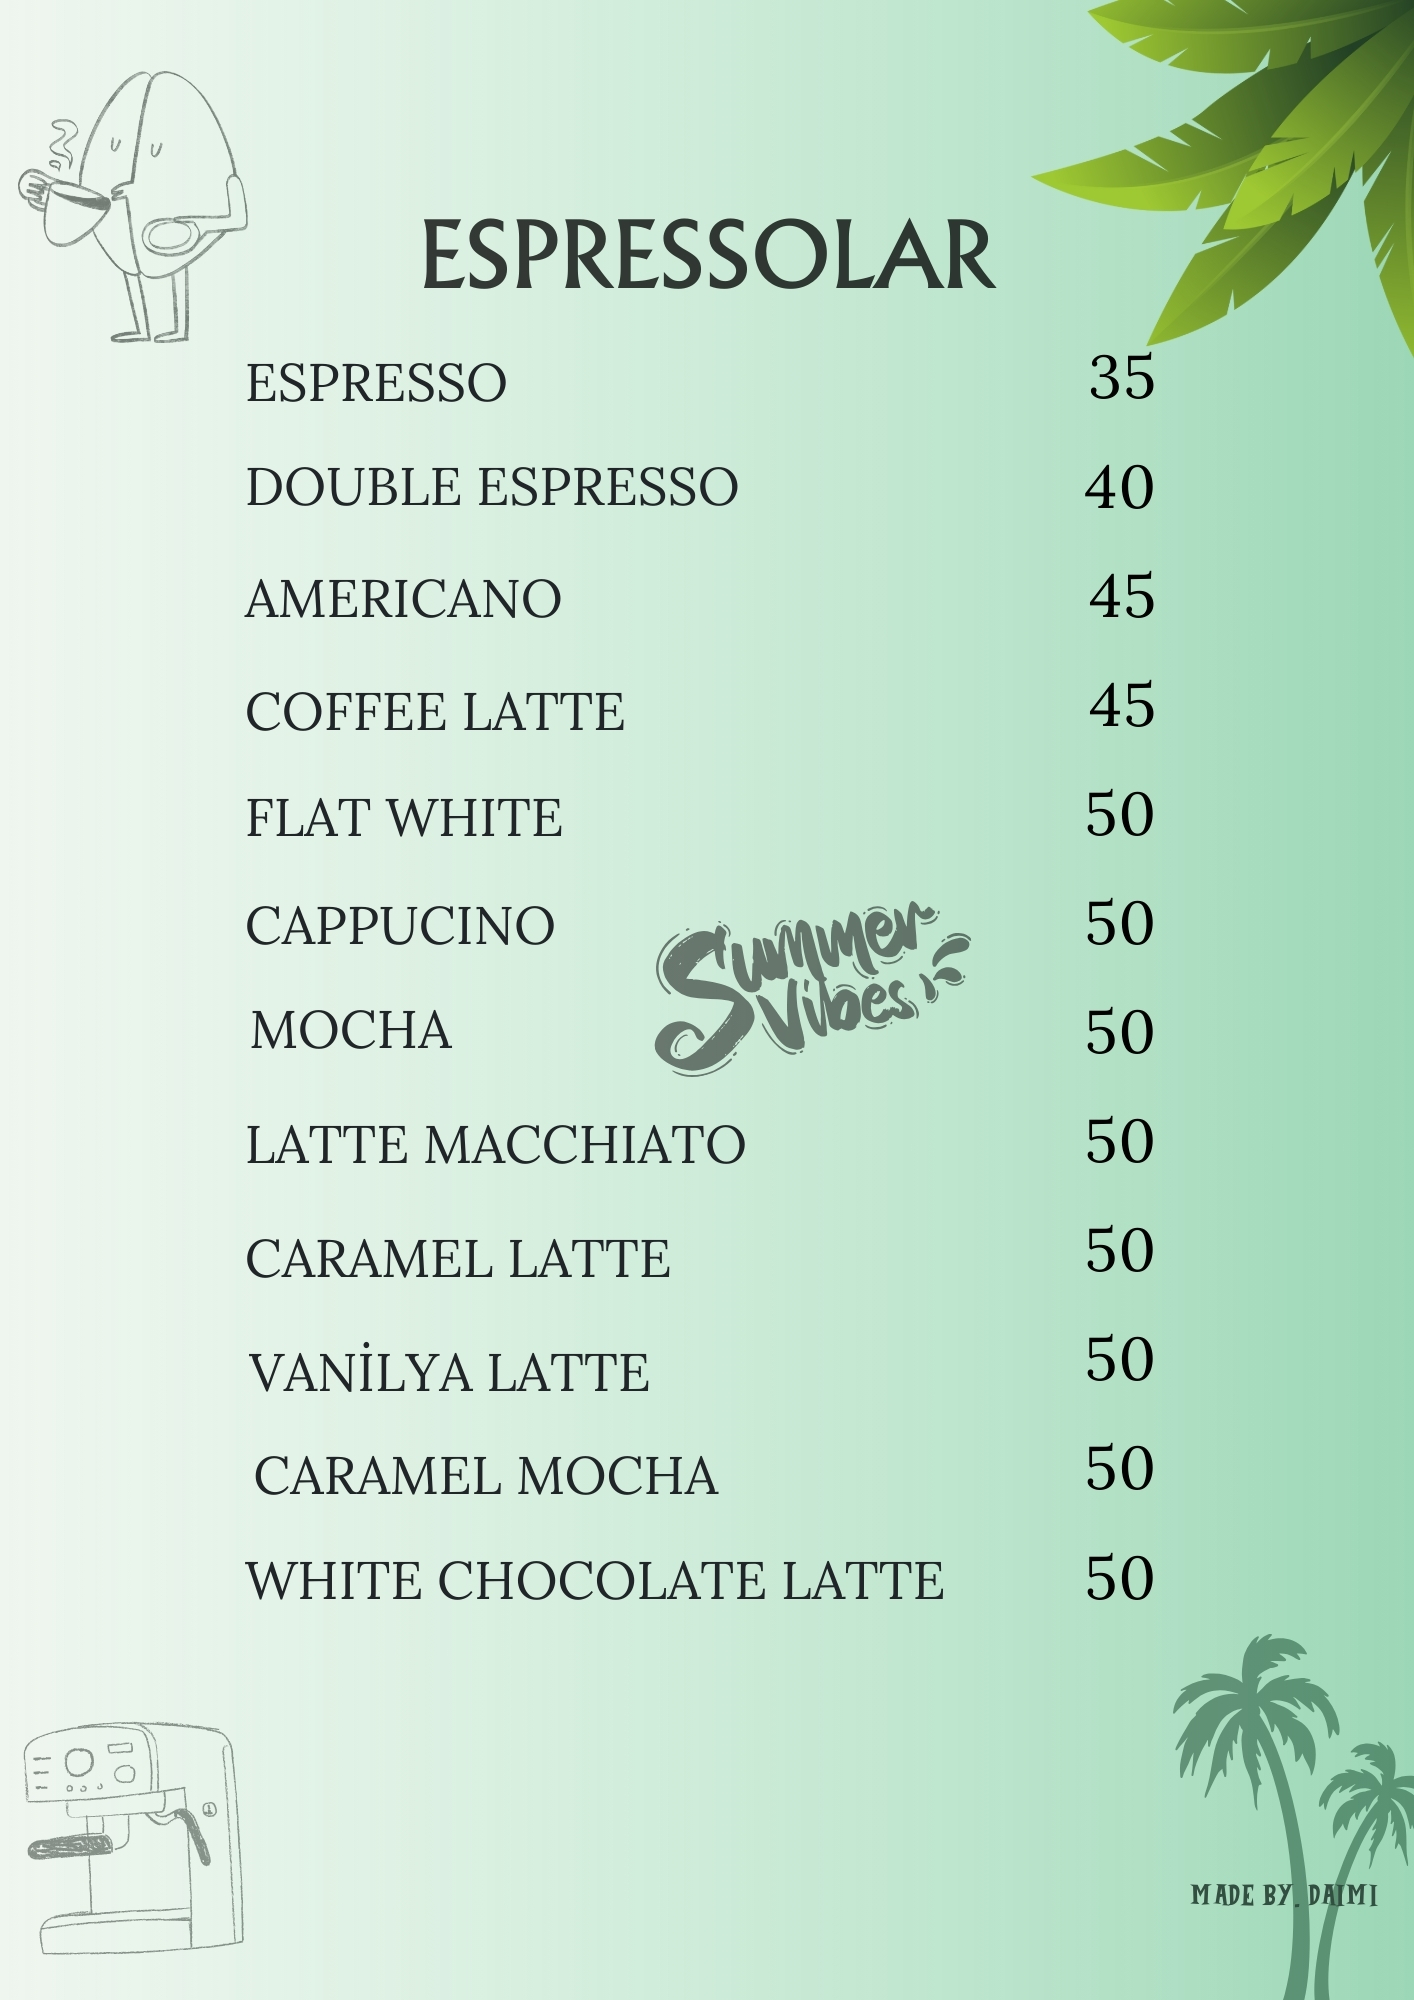 ESPRESSOLAR
ESPRESSO 35
DOUBLE ESPRESSO 40
AMERICANO 45
COFFEE LATTE 45
FLAT WHITE 50
CAPPUCINO 50
Summer
Vibes
MOCHA 50
LATTE MACCHIATO 50
CARAMEL LATTE 50
VANİLYA LATTE 50
CARAMEL MOCHA 50
WHITE CHOCOLATE LATTE 50
MADE BY. DAIMI